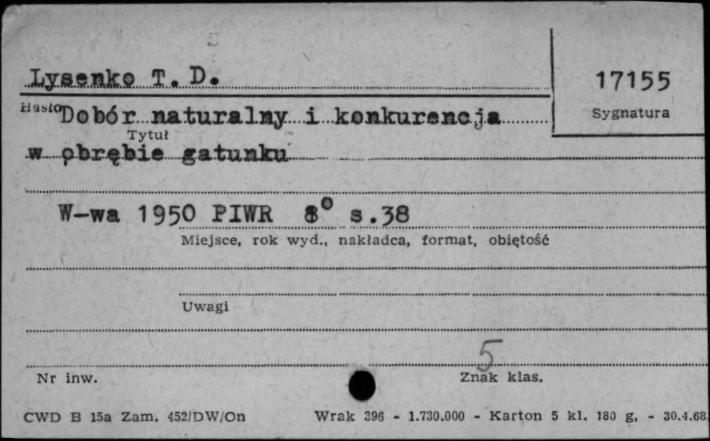 Lysenko T. D.
17155
Hasło
Sygnatura
Dobór naturalny i konkurencja
Tytuł
w obrębie gatunku
W-wa 1950 PIWR 8° s.38
Miejsce, rok wyd., nakładca, format, obiętość
Uwagi
5
Nr inw.
Znak klas.
CWD B 15a Zam. 452/DW/On Wrak 396 - 1.730.000 - Karton 5 kl. 180 g. - 30.4.68